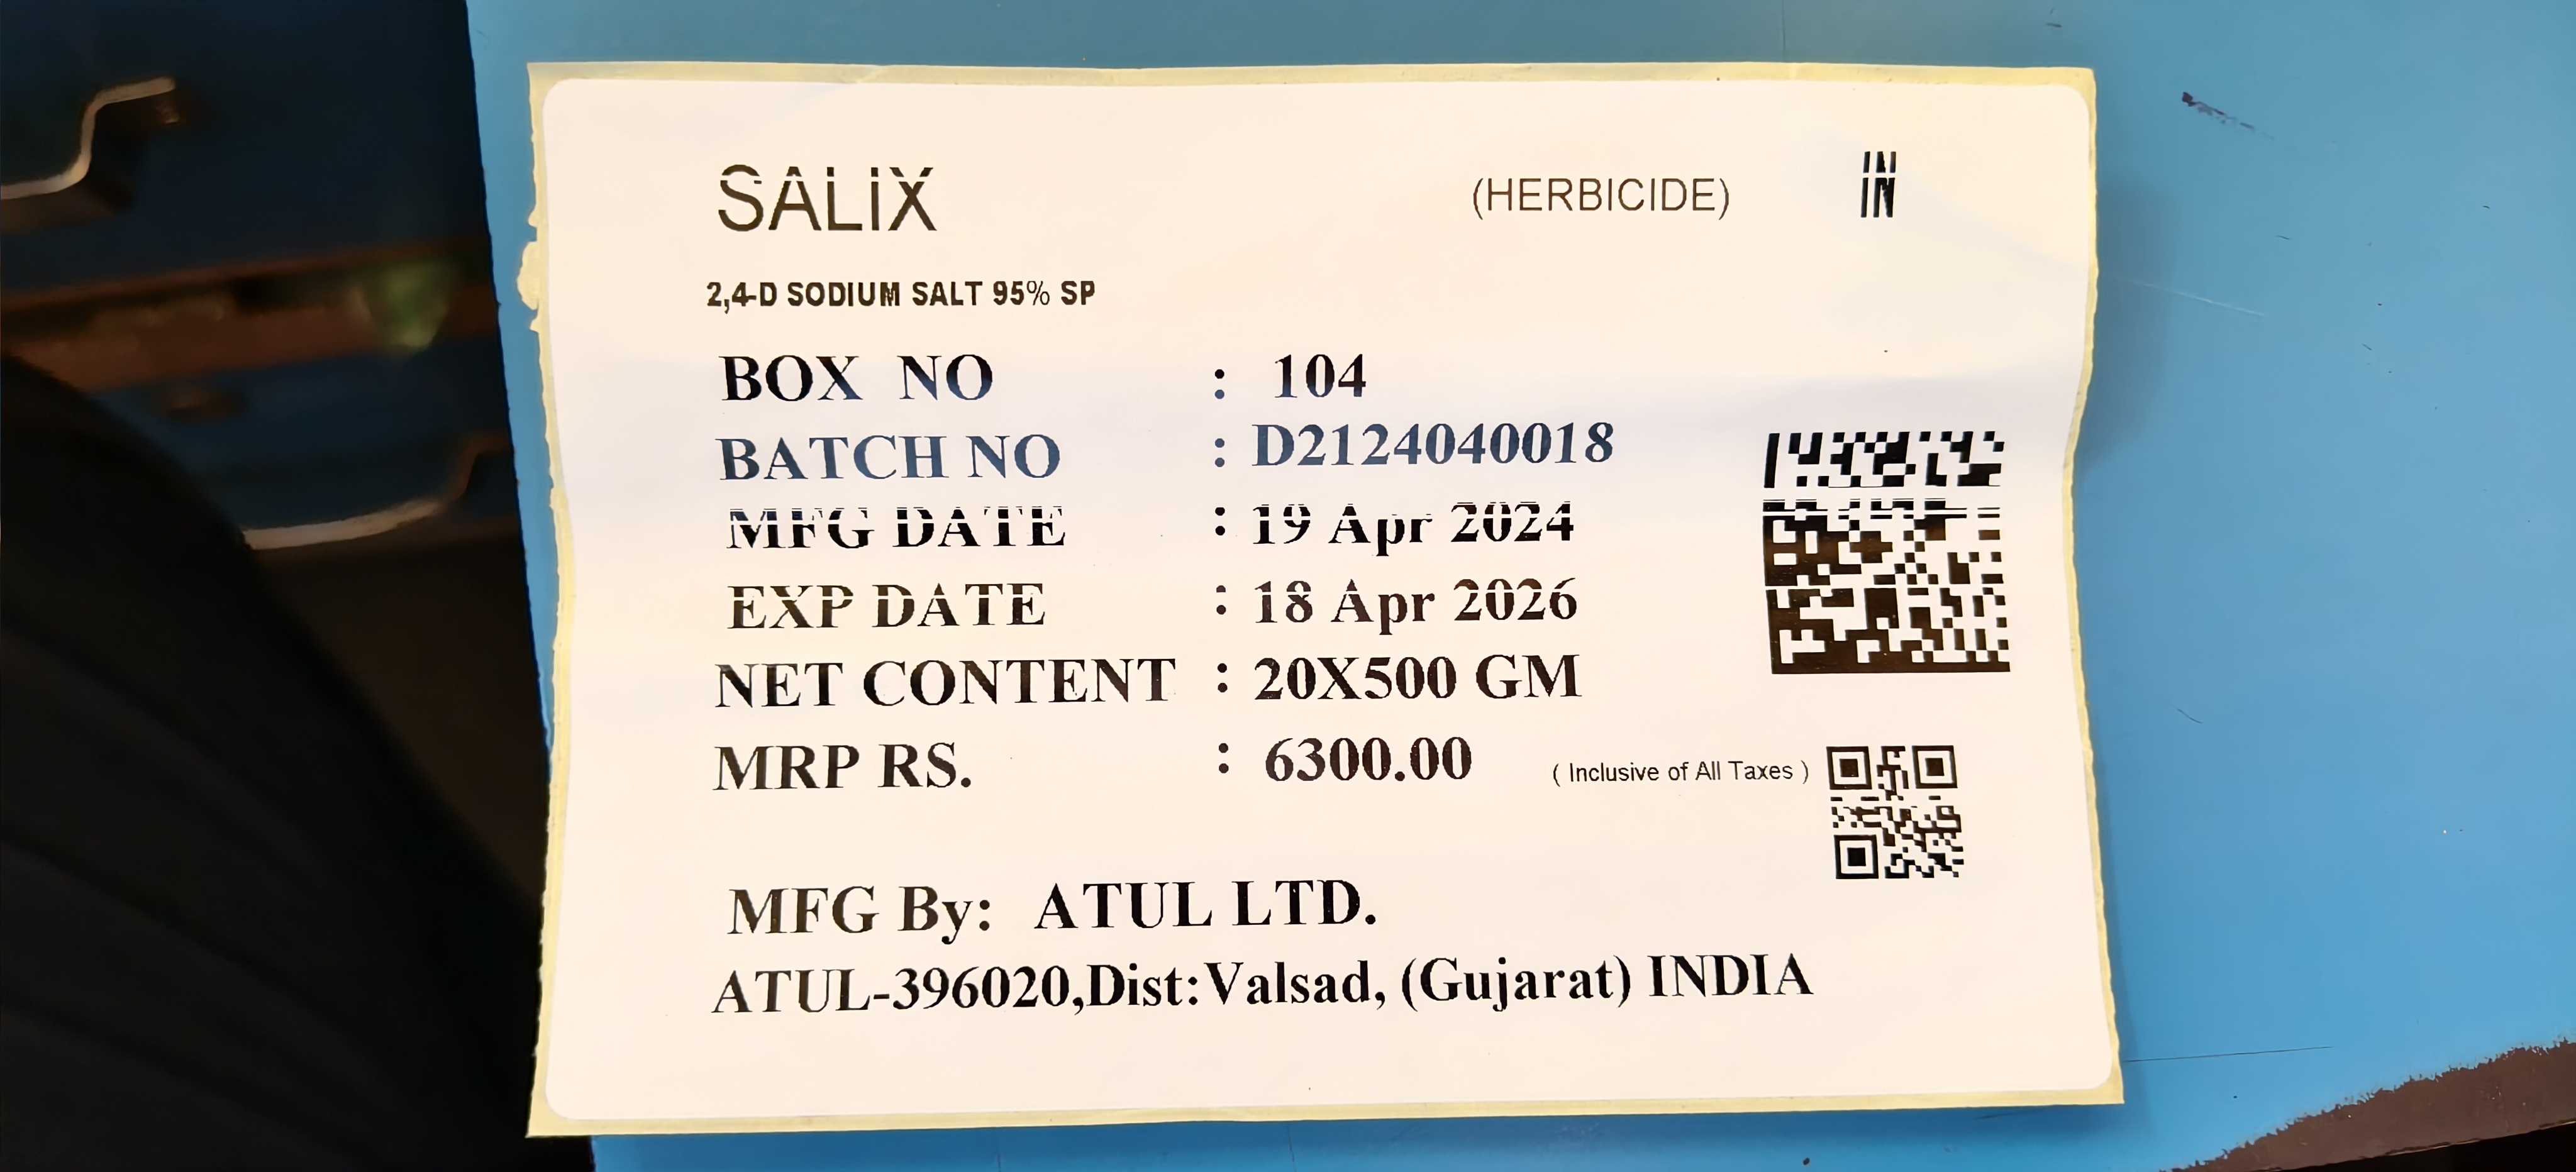 SALIX (HERBICIDE) IN
2,4-D SODIUM SALT 95% SP
BOX NO : 104
BATCH NO : D2124040018
MFG DATE : 19 Apr 2024
EXP DATE : 18 Apr 2026
NET CONTENT : 20X500 GM
MRP RS. : 6300.00 ( Inclusive of All Taxes )
MFG By: ATUL LTD.
ATUL-396020,Dist:Valsad, (Gujarat) INDIA